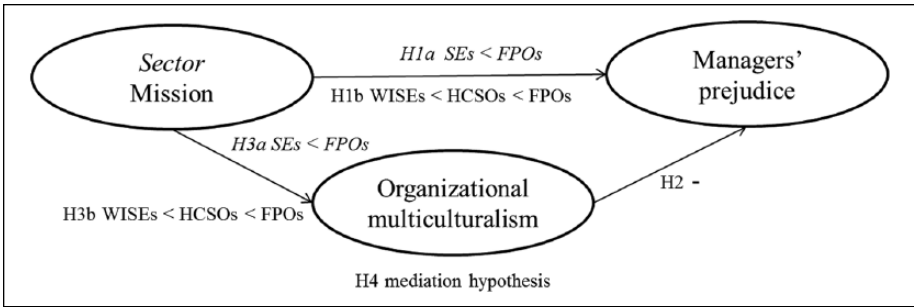 Sector
Mission
H1a SEs < FPOs
H1b WISEs < HCSOs < FPOs
Managers'
prejudice
H3a SEs < FPOs
H3b WISEs < HCSOs < FPOs
Organizational
multiculturalism
H2 -
H4 mediation hypothesis